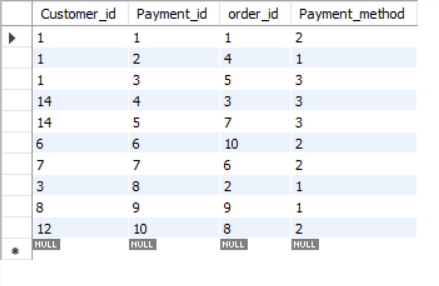 Customer_id Payment_id order_id Payment_method
1 1 1 2
1 2 4 1
1 3 5 3
14 4 3 3
14 5 7 3
6 6 10 2
7 7 6 2
3 8 2 1
8 9 9 1
12 10 8 2
NULL NULL NULL NULL